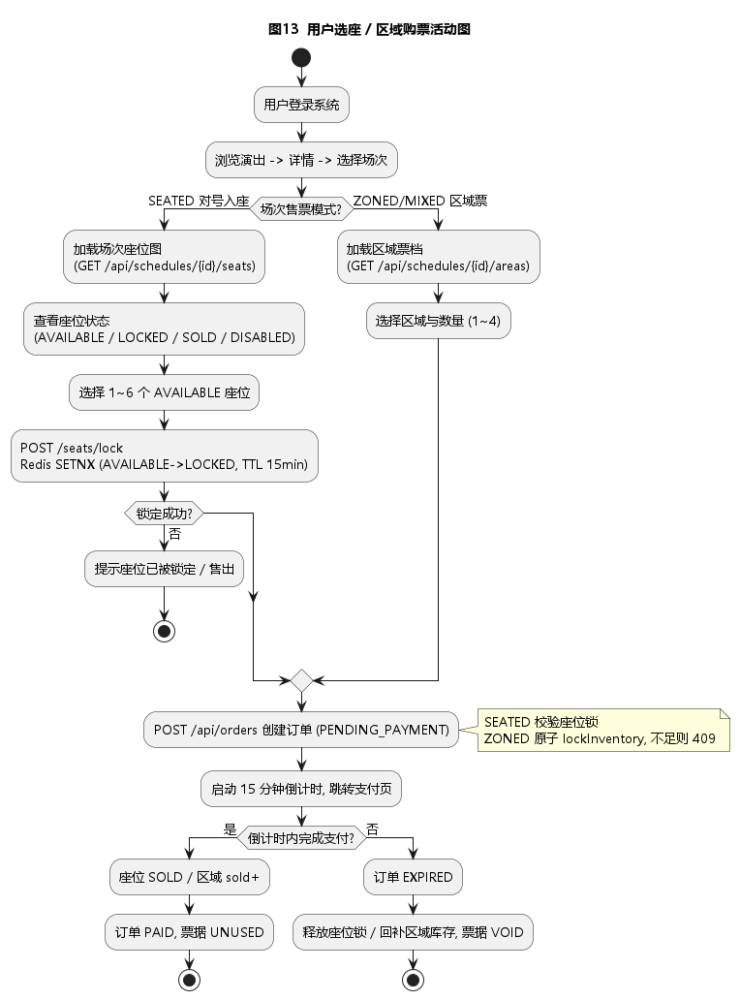 图13  用户选座 / 区域购票活动图
用户登录系统
浏览演出 -> 详情 -> 选择场次
场次售票模式?
SEATED 对号入座
ZONED/MIXED 区域票
加载场次座位图
(GET /api/schedules/{id}/seats)
查看座位状态
(AVAILABLE / LOCKED / SOLD / DISABLED)
选择 1~6 个 AVAILABLE 座位
POST /seats/lock
Redis SETNX (AVAILABLE->LOCKED, TTL 15min)
锁定成功?
否
提示座位已被锁定 / 售出
加载区域票档
(GET /api/schedules/{id}/areas)
选择区域与数量 (1~4)
POST /api/orders 创建订单 (PENDING_PAYMENT)
SEATED 校验座位锁
ZONED 原子 lockInventory, 不足则 409
启动 15 分钟倒计时, 跳转支付页
倒计时内完成支付?
是
座位 SOLD / 区域 sold+
订单 PAID, 票据 UNUSED
否
订单 EXPIRED
释放座位锁 / 回补区域库存, 票据 VOID